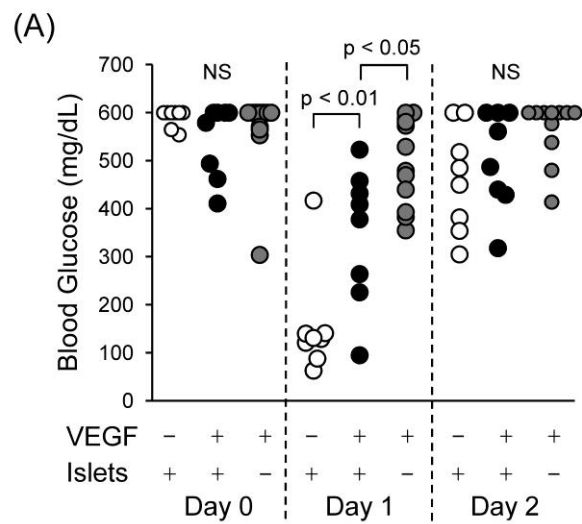 (A)
Blood Glucose (mg/dL)
700
600
500
400
300
200
100
0
NS
p < 0.01
p < 0.05
NS
VEGF − + + − + + − + +
Islets + + − + + − + + −
Day 0 Day 1 Day 2